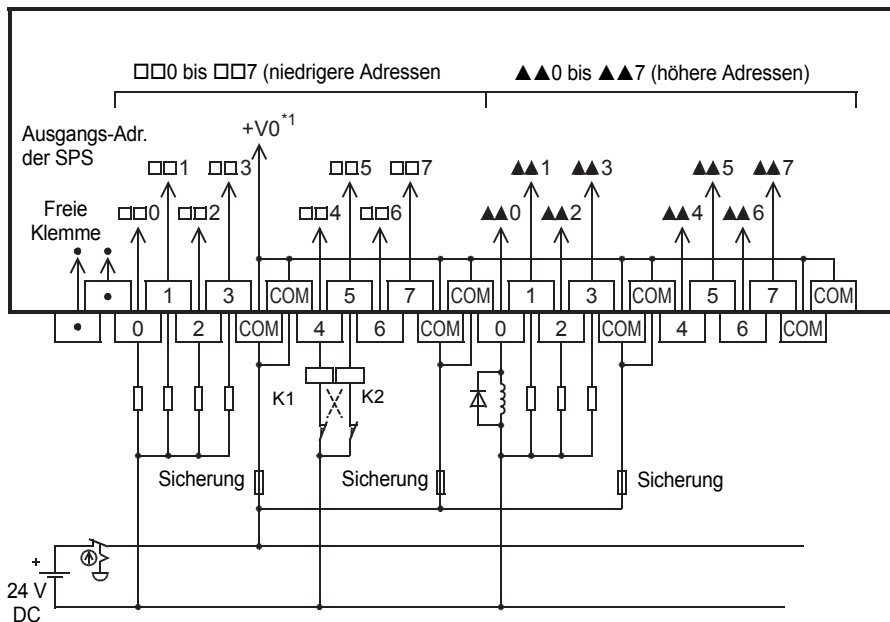 □□0 bis □□7 (niedrigere Adressen
▲▲0 bis ▲▲7 (höhere Adressen)
Ausgangs-Adr.
der SPS
+V0*1
□□1
□□3
□□5
□□7
▲▲1
▲▲3
▲▲5
▲▲7
Freie
Klemme
□□0
□□2
□□4
□□6
▲▲0
▲▲2
▲▲4
▲▲6
1
3
COM
5
7
COM
1
3
COM
5
7
COM
0
2
COM
4
6
COM
0
2
COM
4
6
COM
K1
K2
Sicherung
Sicherung
Sicherung
+
24 V
DC